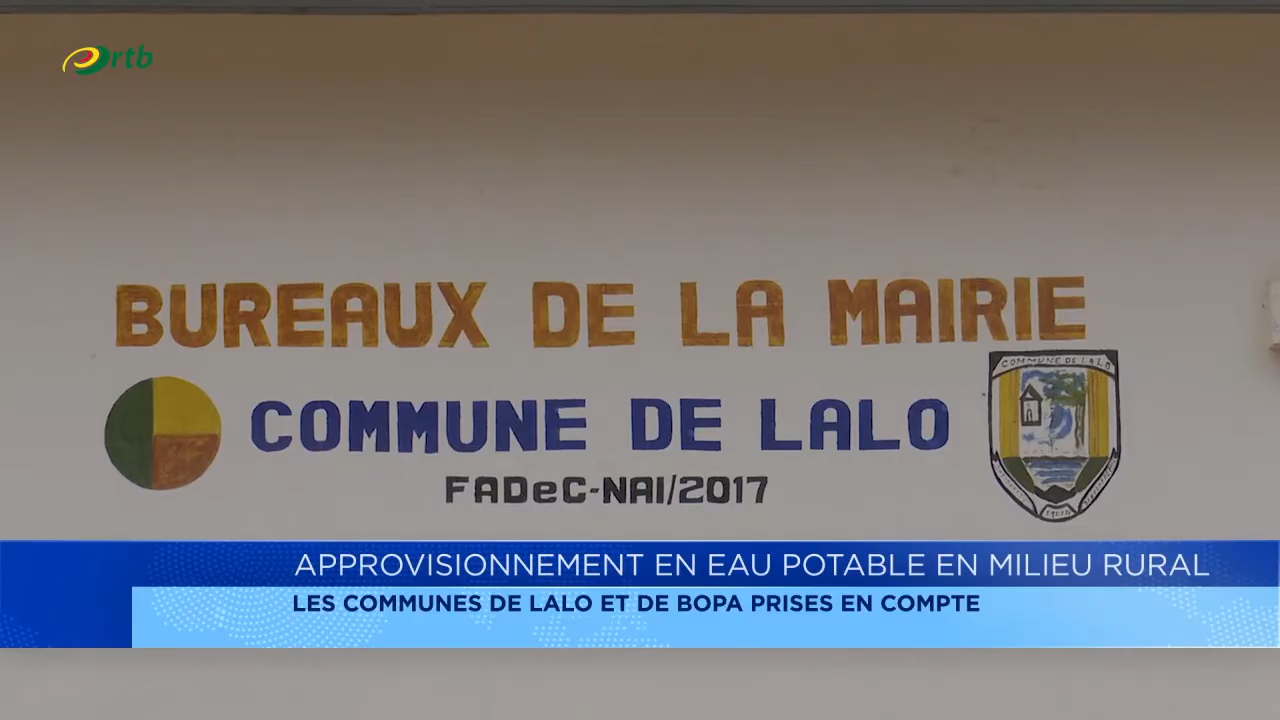 ortb
BUREAUX DE LA MAIRIE
COMMUNE DE LALO
COMMUNE DE LALO
FADeC-NAI/2017
APPROVISIONNEMENT EN EAU POTABLE EN MILIEU RURAL
LES COMMUNES DE LALO ET DE BOPA PRISES EN COMPTE